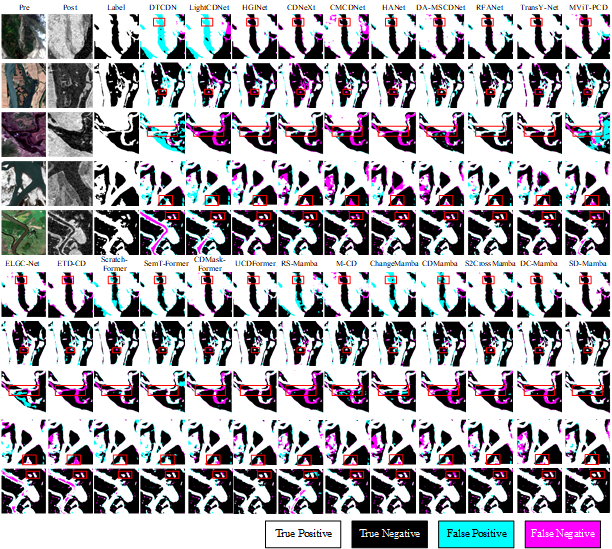 Pre Post Label DTCDN LightCDNet HGINet CDNeXt CMCDNet HANet DA-MSCDNet RFANet TransY-Net MViT-PCD
ELGC-Net ETO-CD Scratch-Former SemT-Former CDMask-Former UCDFormer RS-Mamba M-CD ChangeMamba CDMamba S2CrossMamba DC-Mamba SD-Mamba
True Positive True Negative False Positive False Negative